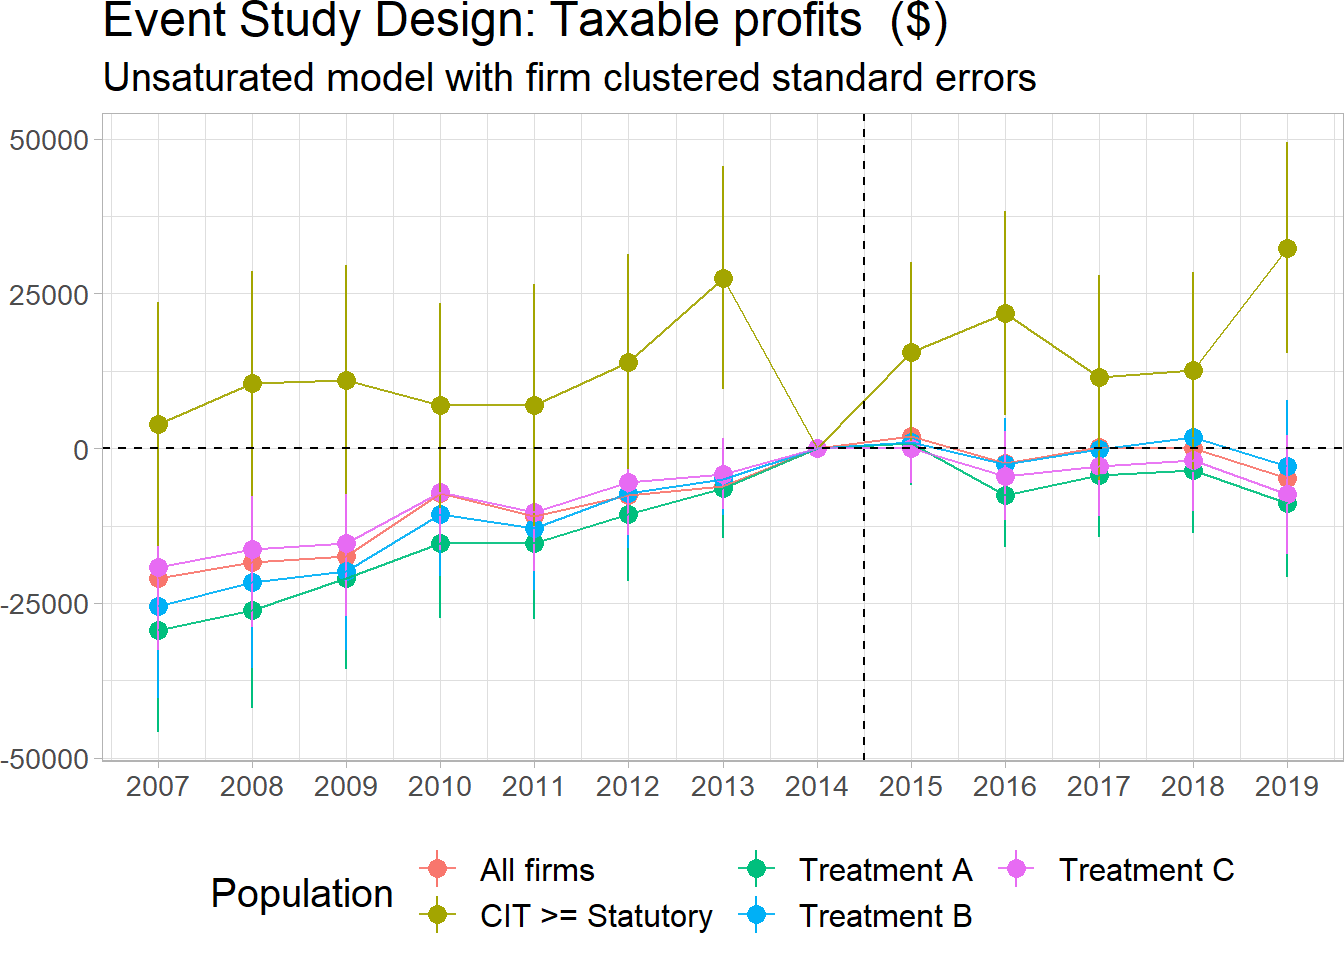 Event Study Design: Taxable profits ($)
Unsaturated model with firm clustered standard errors
50000
25000
0
-25000
-50000
2007 2008 2009 2010 2011 2012 2013 2014 2015 2016 2017 2018 2019
Population
All firms
CIT >= Statutory
Treatment A
Treatment B
Treatment C